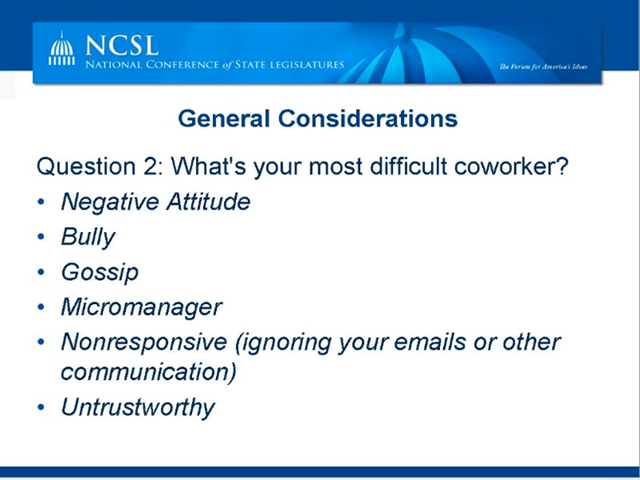 NCSL
NATIONAL CONFERENCE of STATE LEGISLATURES
The Forum for America's Ideas
General Considerations
Question 2: What's your most difficult coworker?
• Negative Attitude
• Bully
• Gossip
• Micromanager
• Nonresponsive (ignoring your emails or other
communication)
• Untrustworthy